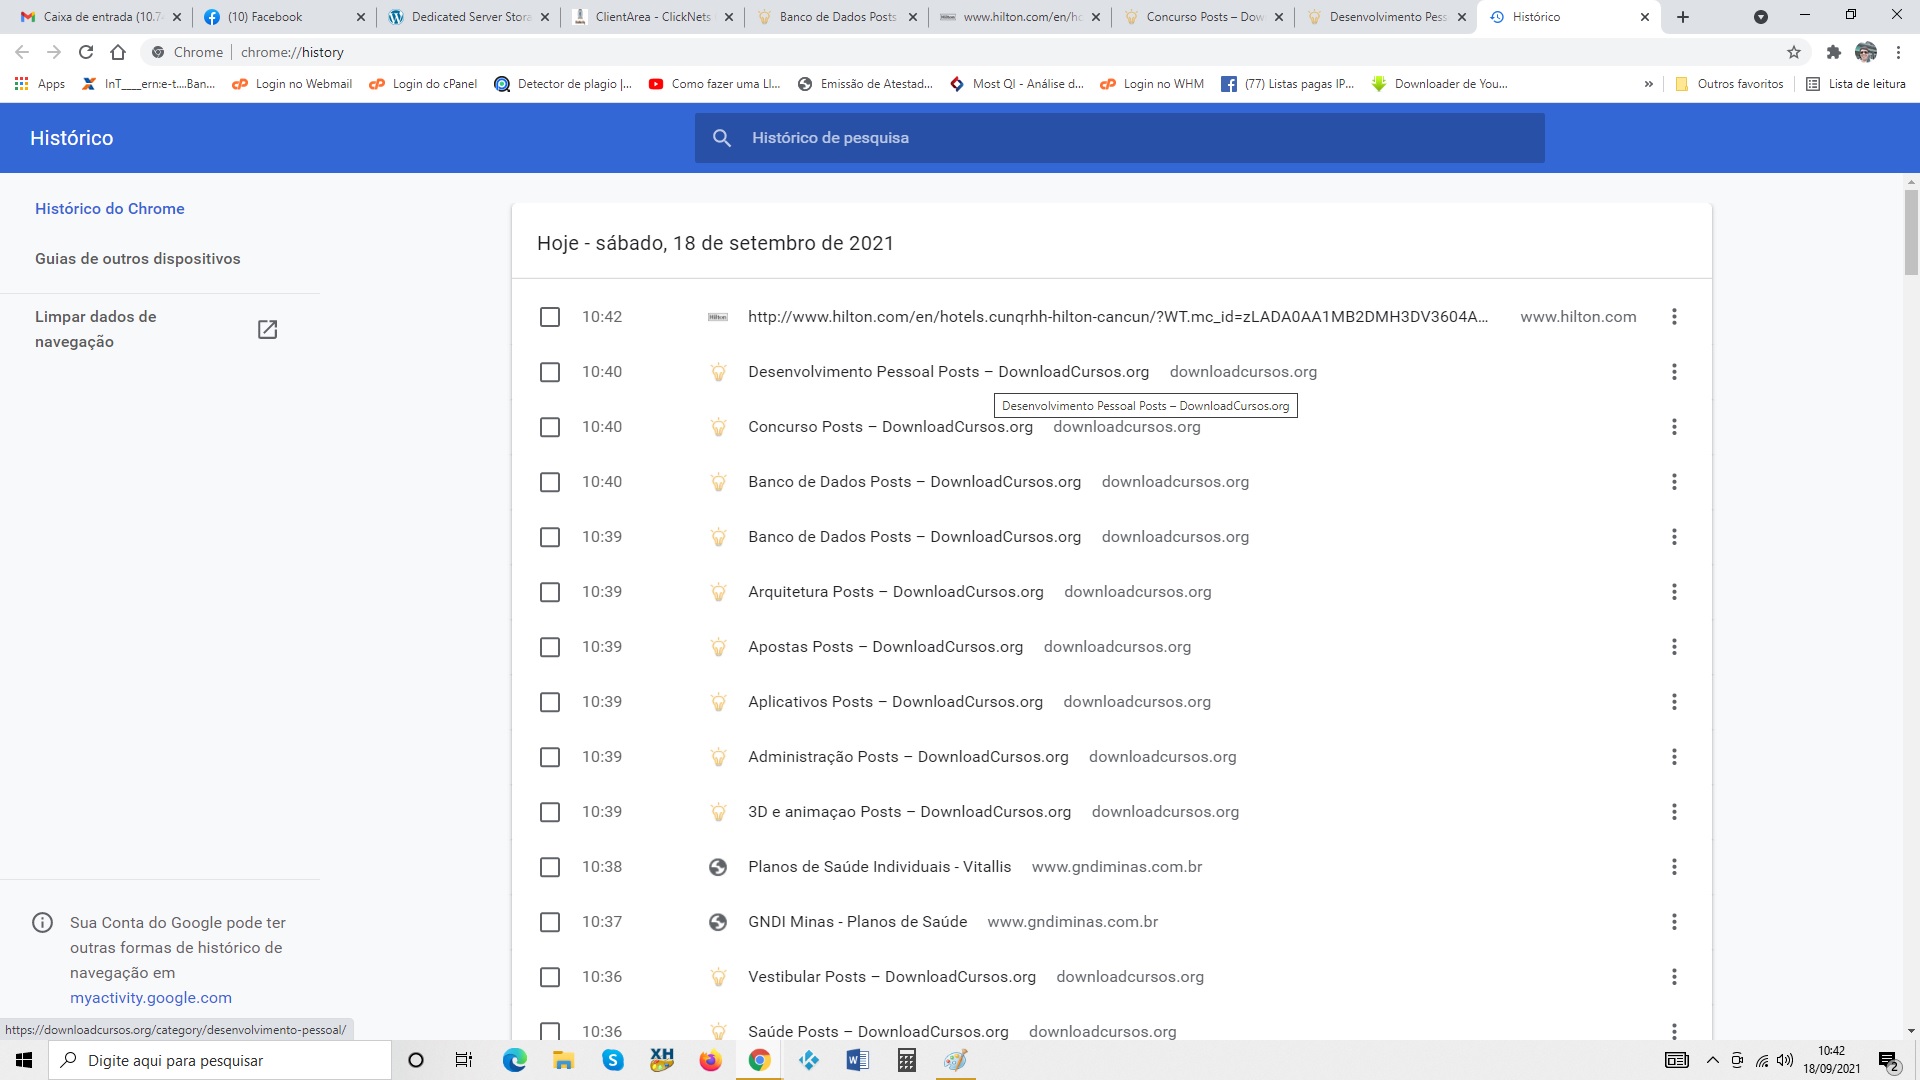 Caixa de entrada (10.7
(10) Facebook
Dedicated Server Stora
ClientArea - ClickNets
Banco de Dados Posts
www.hilton.com/en/ho
Concurso Posts – Dow
Desenvolvimento Pess
Histórico
Chrome
chrome://history
Apps
InT____ern:e-t....Ban...
Login no Webmail
Login do cPanel
Detector de plagio |...
Como fazer uma LI...
Emissão de Atestad...
Most QI - Análise d...
Login no WHM
(77) Listas pagas IP...
Downloader de You...
»
Outros favoritos
Lista de leitura
Histórico
Histórico de pesquisa
Histórico do Chrome
Guias de outros dispositivos
Limpar dados de
navegação
Hoje - sábado, 18 de setembro de 2021
10:42 Hilton http://www.hilton.com/en/hotels.cunqrhh-hilton-cancun/?WT.mc_id=zLADA0AA1MB2DMH3DV3604A... www.hilton.com
10:40 Desenvolvimento Pessoal Posts – DownloadCursos.org downloadcursos.org
Desenvolvimento Pessoal Posts – DownloadCursos.org
10:40 Concurso Posts – DownloadCursos.org downloadcursos.org
10:40 Banco de Dados Posts – DownloadCursos.org downloadcursos.org
10:39 Banco de Dados Posts – DownloadCursos.org downloadcursos.org
10:39 Arquitetura Posts – DownloadCursos.org downloadcursos.org
10:39 Apostas Posts – DownloadCursos.org downloadcursos.org
10:39 Aplicativos Posts – DownloadCursos.org downloadcursos.org
10:39 Administração Posts – DownloadCursos.org downloadcursos.org
10:39 3D e animaçao Posts – DownloadCursos.org downloadcursos.org
10:38 Planos de Saúde Individuais - Vitallis www.gndiminas.com.br
10:37 GNDI Minas - Planos de Saúde www.gndiminas.com.br
10:36 Vestibular Posts – DownloadCursos.org downloadcursos.org
10:36 Saúde Posts – DownloadCursos.org downloadcursos.org
Sua Conta do Google pode ter
outras formas de histórico de
navegação em
myactivity.google.com
https://downloadcursos.org/category/desenvolvimento-pessoal/
Digite aqui para pesquisar
XH
10:42
18/09/2021
2